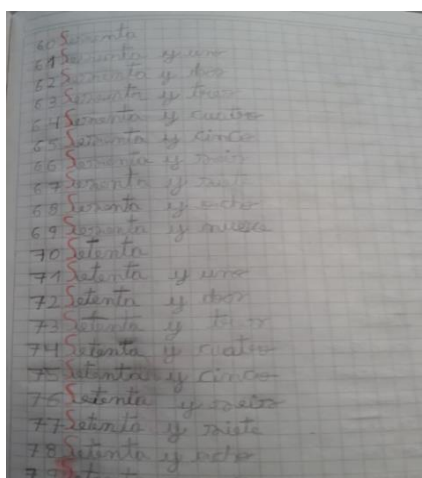 60 Sesenta
61 Sesenta y uno
62 Sesenta y dos
63 Sesenta y tres
64 Sesenta y cuatro
65 Sesenta y cinco
66 Sesenta y seis
67 Sesenta y siete
68 Sesenta y ocho
69 Sesenta y nueve
70 Setenta
71 Setenta y uno
72 Setenta y dos
73 Setenta y tres
74 Setenta y cuatro
75 Setenta y cinco
76 Setenta y seis
77 Setenta y siete
78 Setenta y ocho